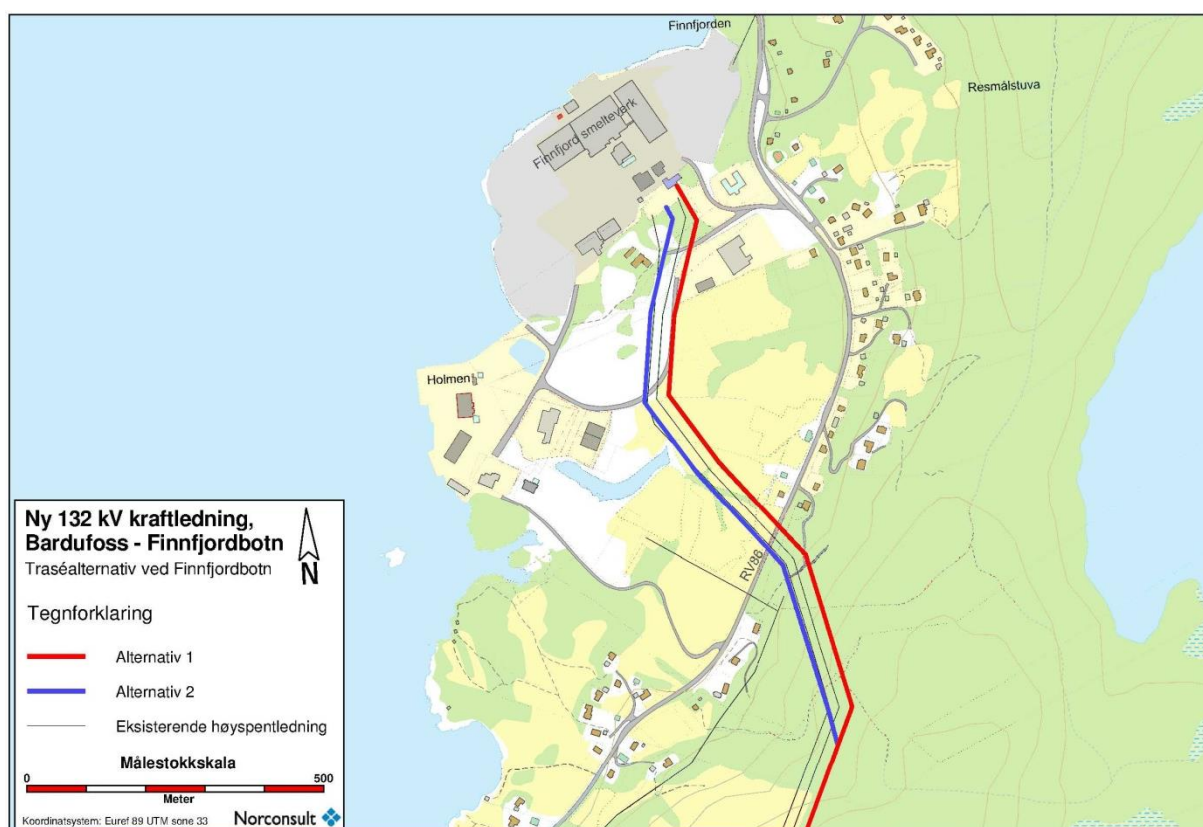 Finnfjorden
Resmålstuva
Finnfjord smelteverk
Holmen
RV86
Ny 132 kV kraftledning,
Bardufoss - Finnfjordbotn
Traséalternativ ved Finnfjordbotn
N
Tegnforklaring
Alternativ 1
Alternativ 2
Eksisterende høyspentledning
Målestokkskala
0 500
Meter
Koordinatsystem: Euref 89 UTM sone 33 Norconsult